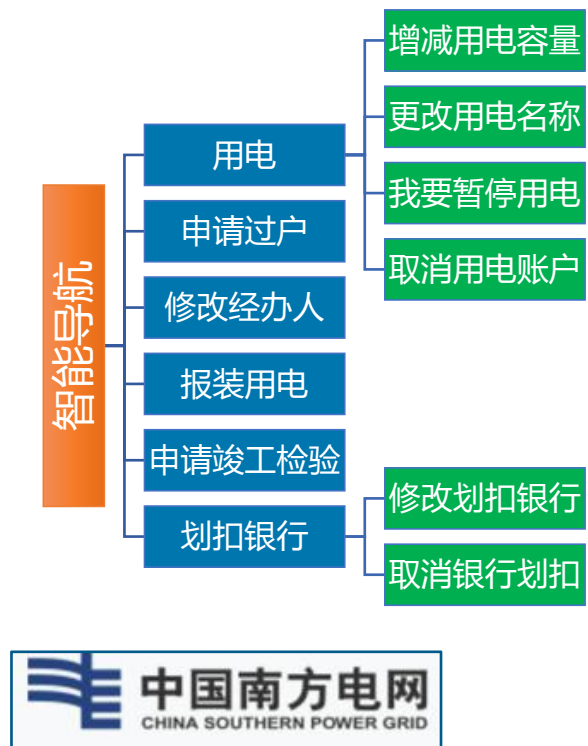 智能导航
用电
增减用电容量
更改用电名称
我要暂停用电
取消用电账户
申请过户
修改经办人
报装用电
申请竣工检验
划扣银行
修改划扣银行
取消银行划扣
中国南方电网
CHINA SOUTHERN POWER GRID